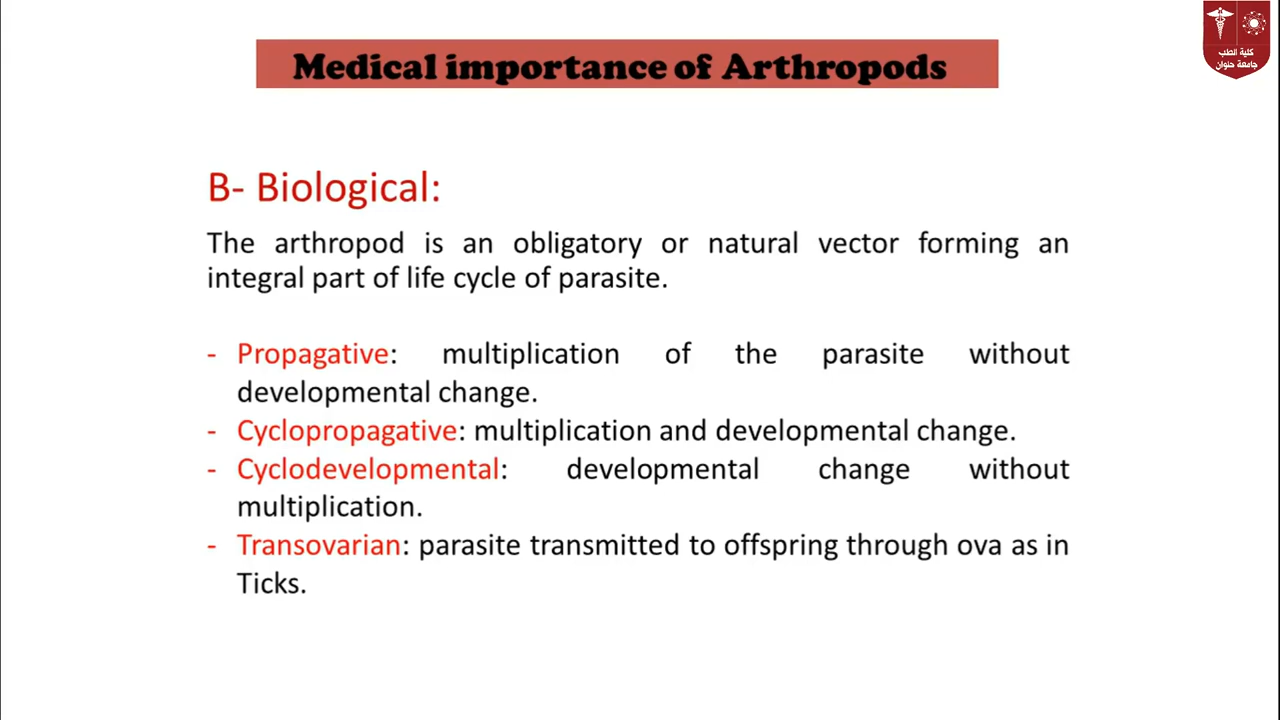 كلية الطب
جامعة حلوان
Medical importance of Arthropods
B- Biological:
The arthropod is an obligatory or natural vector forming an
integral part of life cycle of parasite.
- Propagative: multiplication of the parasite without
developmental change.
- Cyclopropagative: multiplication and developmental change.
- Cyclodevelopmental: developmental change without
multiplication.
- Transovarian: parasite transmitted to offspring through ova as in
Ticks.